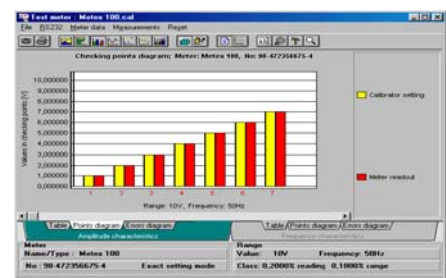 Test meter : Metex 100.cal
File RS232 Meter data Measurements Reset
Checking points diagram; Meter: Metex 100, No: 98-472356675-4
Values in checking points [V]
10,000000
9,000000
8,000000
7,000000
6,000000
5,000000
4,000000
3,000000
2,000000
1,000000
0,000000
1 2 3 4 5 6 7
Range: 10V, Frequency: 50Hz
Calibrator setting
Meter readout
Table Points diagram Errors diagram
Amplitude characteristics
Table Points diagram Errors diagram
Frequency characteristics
Meter
Name/Type : Metex 100
No : 98-472356675-4 Exact setting mode
Range
Value: 10V Frequency: 50Hz
Class: 0,2000% reading 0,1000% range